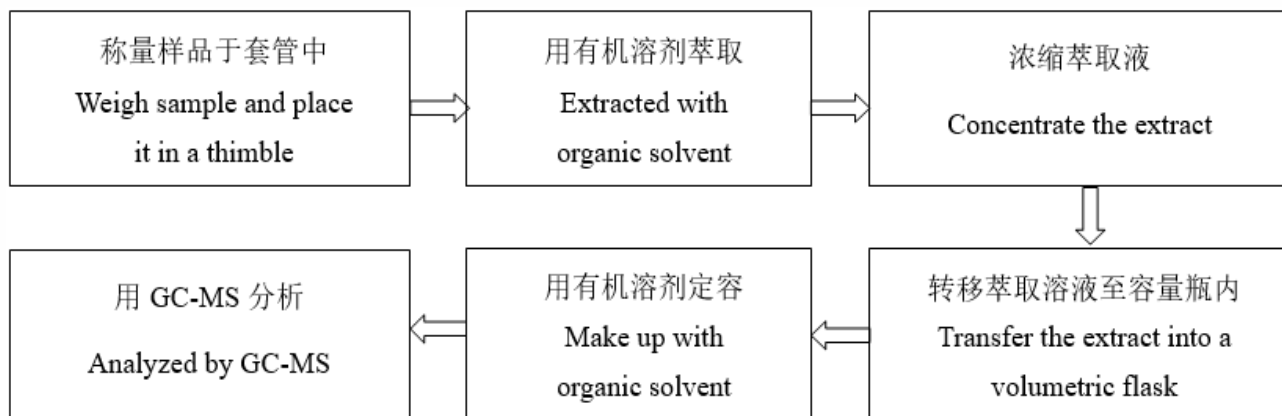 称量样品于套管中
Weigh sample and place
it in a thimble
用有机溶剂萃取
Extracted with
organic solvent
浓缩萃取液
Concentrate the extract
转移萃取溶液至容量瓶内
Transfer the extract into a
volumetric flask
用有机溶剂定容
Make up with
organic solvent
用 GC-MS 分析
Analyzed by GC-MS